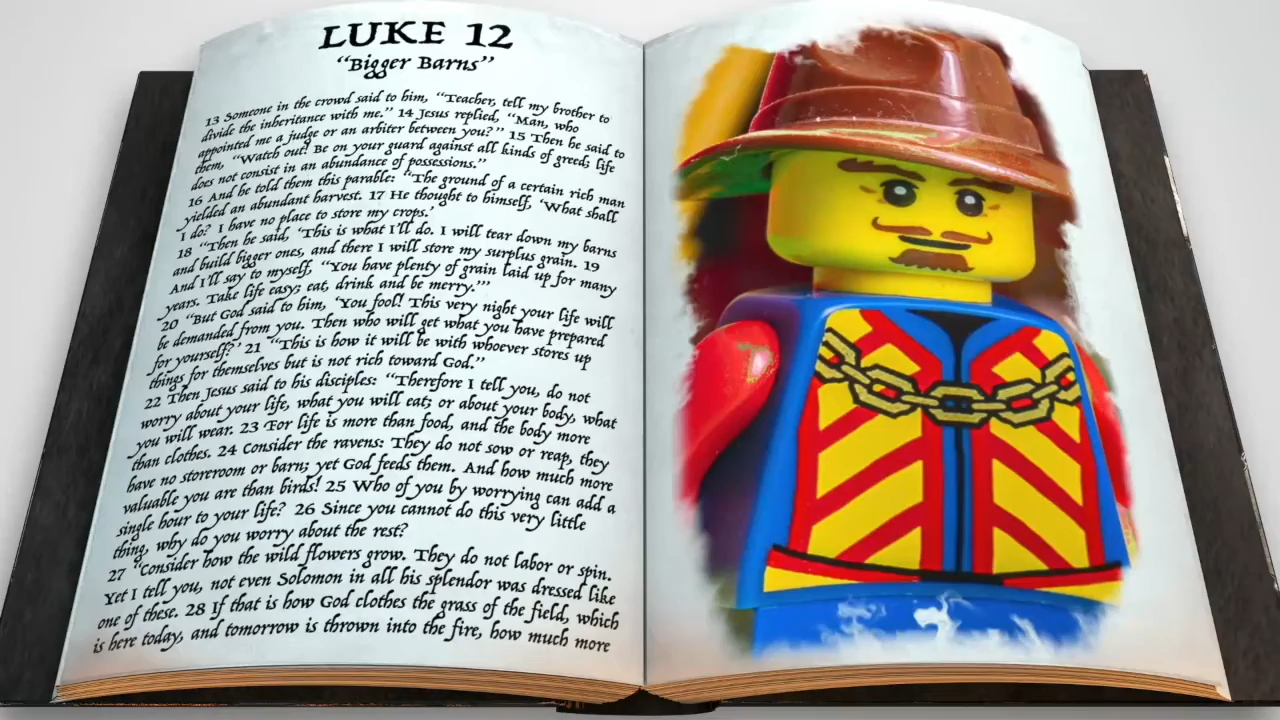 LUKE 12
“Bigger Barns”
13 Someone in the crowd said to him, “Teacher, tell my brother to
divide the inheritance with me.” 14 Jesus replied, “Man, who
appointed me a judge or an arbiter between you?” 15 Then he said to
them, “Watch out! Be on your guard against all kinds of greed; life
does not consist in an abundance of possessions.”
16 And he told them this parable: “The ground of a certain rich man
yielded an abundant harvest. 17 He thought to himself, ‘What shall
I do? I have no place to store my crops.’
18 “Then he said, ‘This is what I’ll do. I will tear down my barns
and build bigger ones, and there I will store my surplus grain. 19
And I’ll say to myself, “You have plenty of grain laid up for many
years. Take life easy; eat, drink and be merry.”’”
20 “But God said to him, ‘You fool! This very night your life will
be demanded from you. Then who will get what you have prepared
for yourself?’ 21 “This is how it will be with whoever stores up
things for themselves but is not rich toward God.”
22 Then Jesus said to his disciples: “Therefore I tell you, do not
worry about your life, what you will eat; or about your body, what
you will wear. 23 For life is more than food, and the body more
than clothes. 24 Consider the ravens: They do not sow or reap, they
have no storeroom or barn; yet God feeds them. And how much more
valuable you are than birds! 25 Who of you by worrying can add a
single hour to your life? 26 Since you cannot do this very little
thing, why do you worry about the rest?
27 “Consider how the wild flowers grow. They do not labor or spin.
Yet I tell you, not even Solomon in all his splendor was dressed like
one of these. 28 If that is how God clothes the grass of the field, which
is here today, and tomorrow is thrown into the fire, how much more